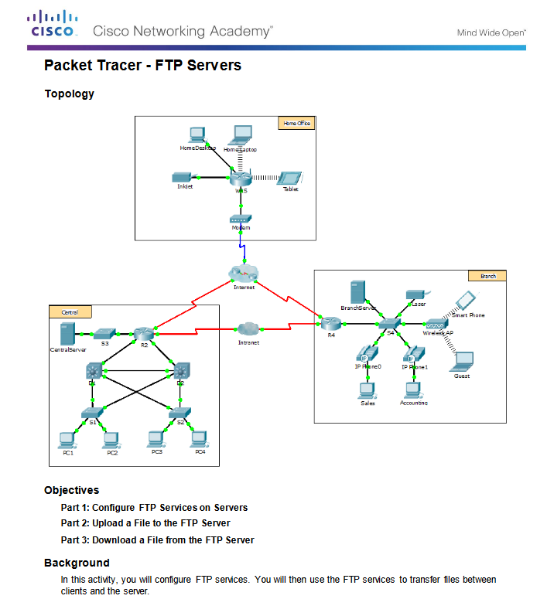 CISCO Cisco Networking Academy® Mind Wide Open®
Packet Tracer - FTP Servers
Topology
Home Office
HomeDesktop HomeLaptop
Inkjet WRS Tablet
Modem
Internet
Branch
BranchServer Laser Smart Phone
Central
CentralServer S3 R2 Intranet R4 S4 WirelessAP
IP Phone0 IP Phone1 Guest
D1 D2
Sales Accounting
S1 S2
PC1 PC2 PC3 PC4
Objectives
Part 1: Configure FTP Services on Servers
Part 2: Upload a File to the FTP Server
Part 3: Download a File from the FTP Server
Background
In this activity, you will configure FTP services. You will then use the FTP services to transfer files between
clients and the server.